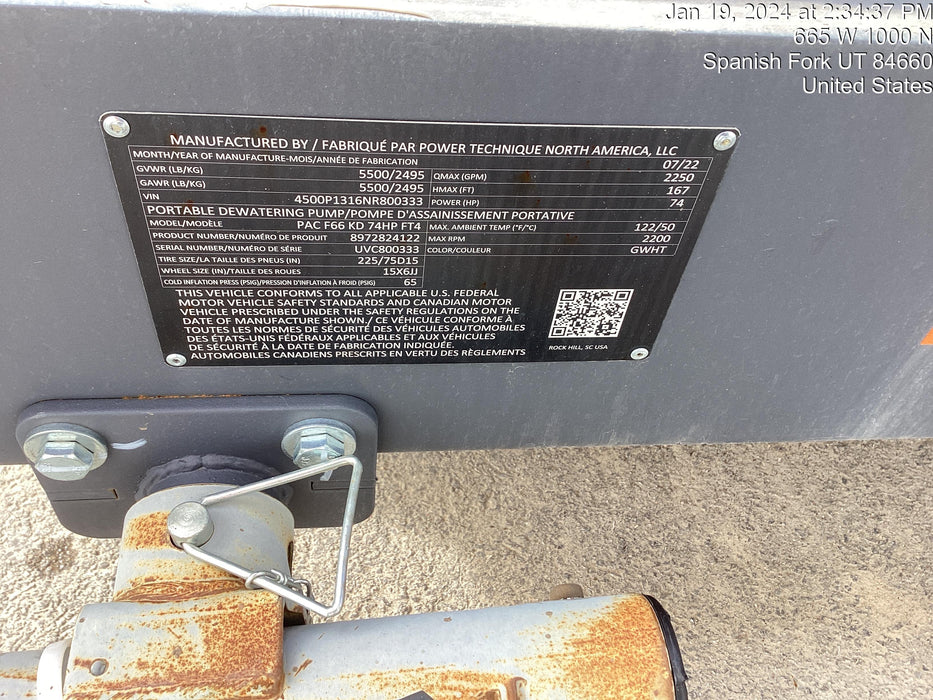 Jan 19, 2024 at 2:34:37 PM
665 W 1000 N
Spanish Fork UT 84660
United States
MANUFACTURED BY / FABRIQUÉ PAR POWER TECHNIQUE NORTH AMERICA, LLC
MONTH/YEAR OF MANUFACTURE-MOIS/ANNÉE DE FABRICATION 07/22
GVWR (LB/KG) 5500/2495 QMAX (GPM) 2250
GAWR (LB/KG) 5500/2495 HMAX (FT) 167
VIN 4500P1316NR800333 POWER (HP) 74
PORTABLE DEWATERING PUMP/POMPE D'ASSAINISSEMENT PORTATIVE
MODEL/MODÈLE PAC F66 KD 74HP FT4 MAX. AMBIENT TEMP (°F/°C) 122/50
PRODUCT NUMBER/NUMÉRO DE PRODUIT 8972824122 MAX RPM 2200
SERIAL NUMBER/NUMÉRO DE SÉRIE UVC800333 COLOR/COULEUR GWHT
TIRE SIZE/LA TAILLE DES PNEUS (IN) 225/75D15
WHEEL SIZE (IN)/TAILLE DES ROUES 15X6JJ
COLD INFLATION PRESS (PSIG)/PRESSION D'INFLATION À FROID (PSIG) 65
THIS VEHICLE CONFORMS TO ALL APPLICABLE U.S. FEDERAL
MOTOR VEHICLE SAFETY STANDARDS AND CANADIAN MOTOR
VEHICLE PRESCRIBED UNDER THE SAFETY REGULATIONS ON THE
DATE OF MANUFACTURE SHOWN./ CE VÉHICULE CONFORME À
TOUTES LES NORMES DE SÉCURITÉ DES VÉHICULES AUTOMOBILES
DES ÉTATS-UNIS FÉDÉRAUX APPLICABLES ET AUX VÉHICULES
DE SÉCURITÉ À LA DATE DE FABRICATION INDIQUÉE.
AUTOMOBILES CANADIENS PRESCRITS EN VERTU DES RÈGLEMENTS
ROCK HILL, SC USA